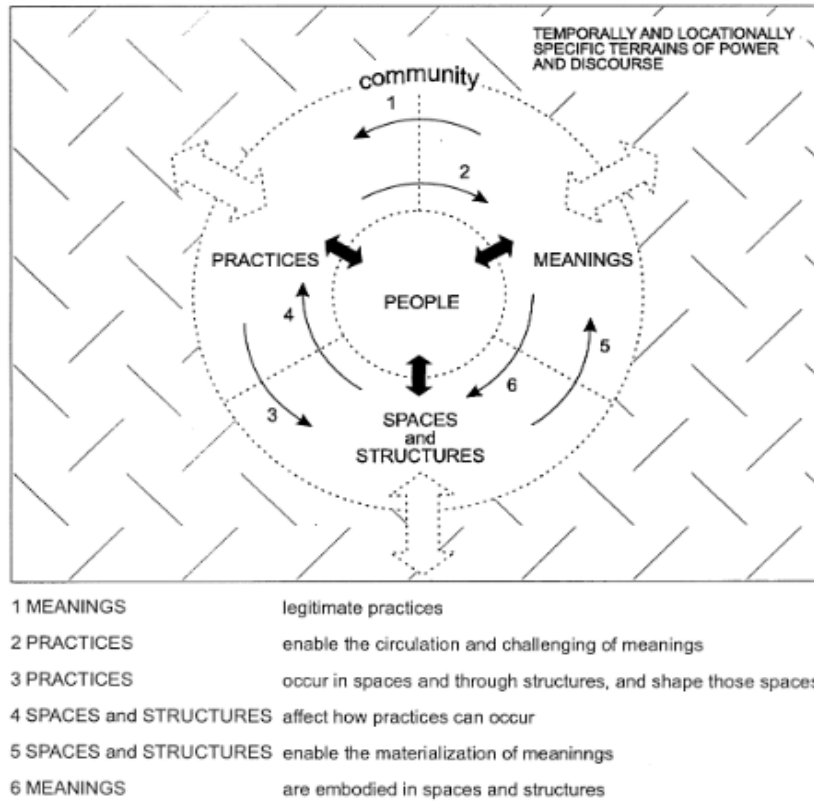 TEMPORALLY AND LOCATIONALLY
SPECIFIC TERRAINS OF POWER
AND DISCOURSE
community
1
2
PRACTICES
MEANINGS
PEOPLE
4
5
6
3
SPACES
and
STRUCTURES
1 MEANINGS legitimate practices
2 PRACTICES enable the circulation and challenging of meanings
3 PRACTICES occur in spaces and through structures, and shape those spaces
4 SPACES and STRUCTURES affect how practices can occur
5 SPACES and STRUCTURES enable the materialization of meaninngs
6 MEANINGS are embodied in spaces and structures